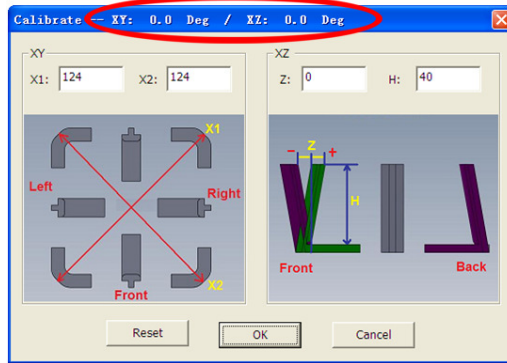 Calibrate -- XY: 0.0 Deg / XZ: 0.0 Deg
XY
X1: 124 X2: 124
X1
Left
Right
X2
Front
XZ
Z: 0 H: 40
- Z +
H
Front Back
Reset OK Cancel